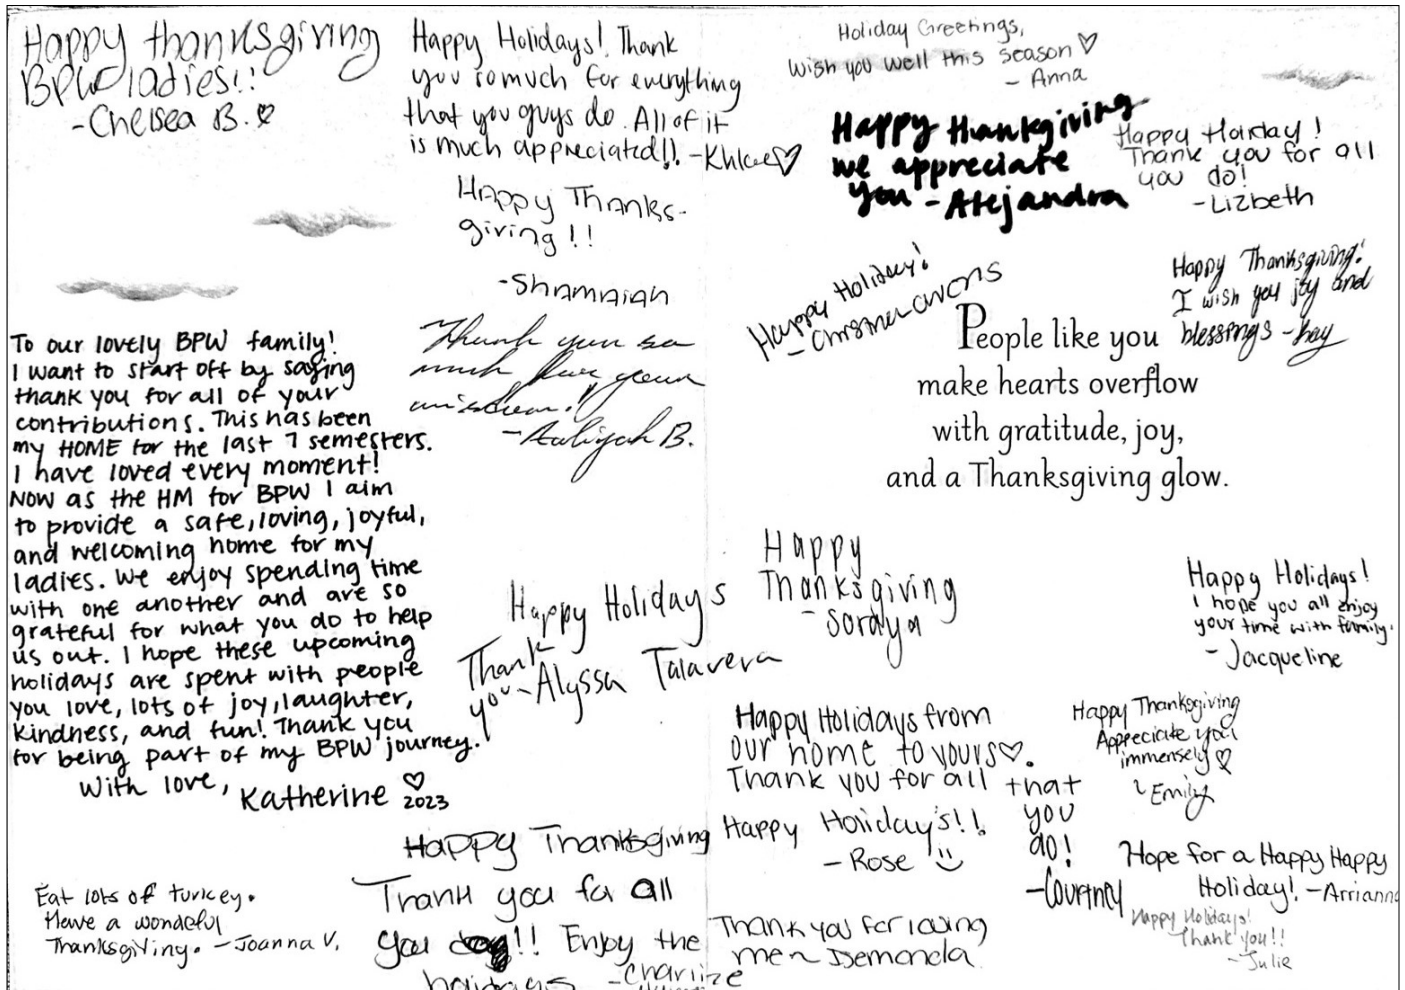 Happy thanksgiving
BPW ladies!!
-Chelsea B. ♡
Happy Holidays! Thank
you so much for everything
that you guys do. All of it
is much appreciated!! -Khloe♡
Happy Thanks-
giving!!
-Shamaiah
Thank you so
much for your
-Aaliyah B.
To our lovely BPW family!
I want to start off by saying
thank you for all of your
contributions. This has been
my HOME for the last 7 semesters.
I have loved every moment!
Now as the HM for BPW I aim
to provide a safe, loving, joyful,
and welcoming home for my
ladies. We enjoy spending time
with one another and are so
grateful for what you do to help
us out. I hope these upcoming
holidays are spent with people
you love, lots of joy, laughter,
kindness, and fun! Thank you
for being part of my BPW journey.
With love, Katherine ♡
2023
Happy Holidays
Thank
you -Alyssa Talavera
Happy Thanksgiving
Thank you for all
you do!! Enjoy the
holidays -Charlize
Eat lots of turkey.
Have a wonderful
Thanksgiving. -Joanna V.
Holiday Greetings,
Wish you well this season♡
- Anna
Happy thankgiving
we appreciate
you -Alejandra
Happy Holiday!
Thank you for all
you do!
-Lizbeth
Happy Holiday!
Happy Thanksgiving!
I wish you joy and
blessings -Kay
People like you
make hearts overflow
with gratitude, joy,
and a Thanksgiving glow.
Happy
Thanksgiving
- Soraya
Happy Holidays!
I hope you all enjoy
your time with family.
- Jacqueline
Happy Holidays from
our home to yours♡.
Thank you for all that
you
do!
-Courtney
Happy Thanksgiving
Appreciate you
immensely ♡
~ Emily
Happy Holiday's!!
- Rose
Hope for a Happy Happy
Holiday! -Arrianna
Thank you for loving
me ~
Happy Holidays!
Thank you!!
-Julie